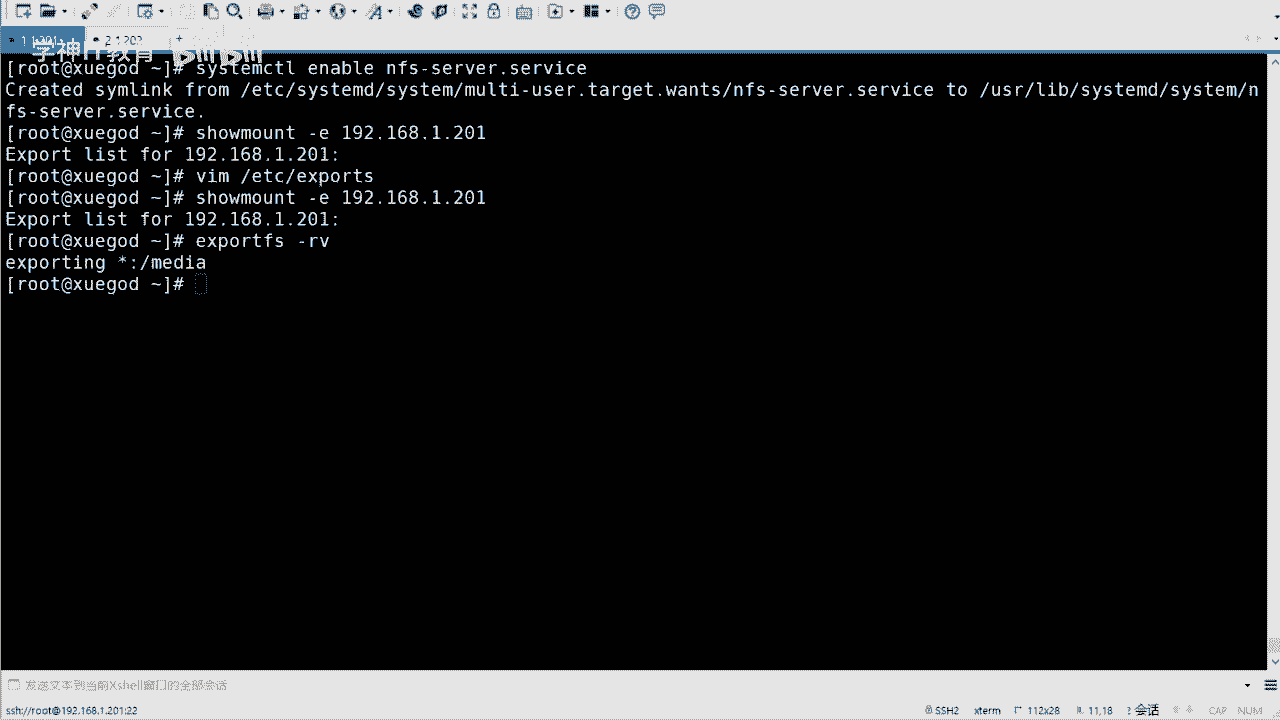 1 1.201
2 1.202
+
学神IT教育 bilibili
[root@xuegod ~]# systemctl enable nfs-server.service
Created symlink from /etc/systemd/system/multi-user.target.wants/nfs-server.service to /usr/lib/systemd/system/n
fs-server.service.
[root@xuegod ~]# showmount -e 192.168.1.201
Export list for 192.168.1.201:
[root@xuegod ~]# vim /etc/exports
[root@xuegod ~]# showmount -e 192.168.1.201
Export list for 192.168.1.201:
[root@xuegod ~]# exportfs -rv
exporting *:/media
[root@xuegod ~]#
发送文本到当前Xshell窗口的全部会话
ssh://root@192.168.1.201:22 SSH2 xterm 112x28 11,18 ? 会话 CAP NUM